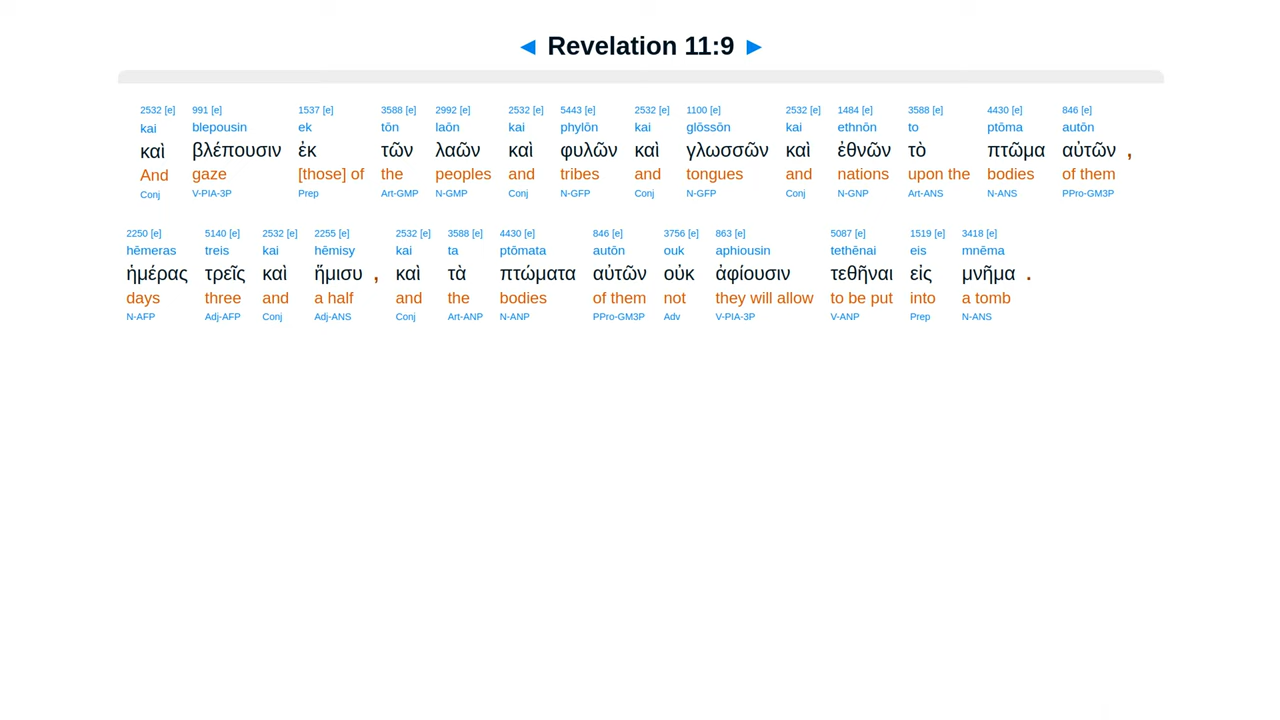 ◄ Revelation 11:9 ►
2532 [e] 991 [e] 1537 [e] 3588 [e] 2992 [e] 2532 [e] 5443 [e] 2532 [e] 1100 [e] 2532 [e] 1484 [e] 3588 [e] 4430 [e] 846 [e]
kai blepousin ek tōn laōn kai phylōn kai glōssōn kai ethnōn to ptōma autōn
καὶ βλέπουσιν ἐκ τῶν λαῶν καὶ φυλῶν καὶ γλωσσῶν καὶ ἐθνῶν τὸ πτῶμα αὐτῶν ,
And gaze [those] of the peoples and tribes and tongues and nations upon the bodies of them
Conj V-PIA-3P Prep Art-GMP N-GMP Conj N-GFP Conj N-GFP Conj N-GNP Art-ANS N-ANS PPro-GM3P
2250 [e] 5140 [e] 2532 [e] 2255 [e] 2532 [e] 3588 [e] 4430 [e] 846 [e] 3756 [e] 863 [e] 5087 [e] 1519 [e] 3418 [e]
hēmeras treis kai hēmisy kai ta ptōmata autōn ouk aphiousin tethēnai eis mnēma
ἡμέρας τρεῖς καὶ ἥμισυ , καὶ τὰ πτώματα αὐτῶν οὐκ ἀφίουσιν τεθῆναι εἰς μνῆμα .
days three and a half and the bodies of them not they will allow to be put into a tomb
N-AFP Adj-AFP Conj Adj-ANS Conj Art-ANP N-ANP PPro-GM3P Adv V-PIA-3P V-ANP Prep N-ANS